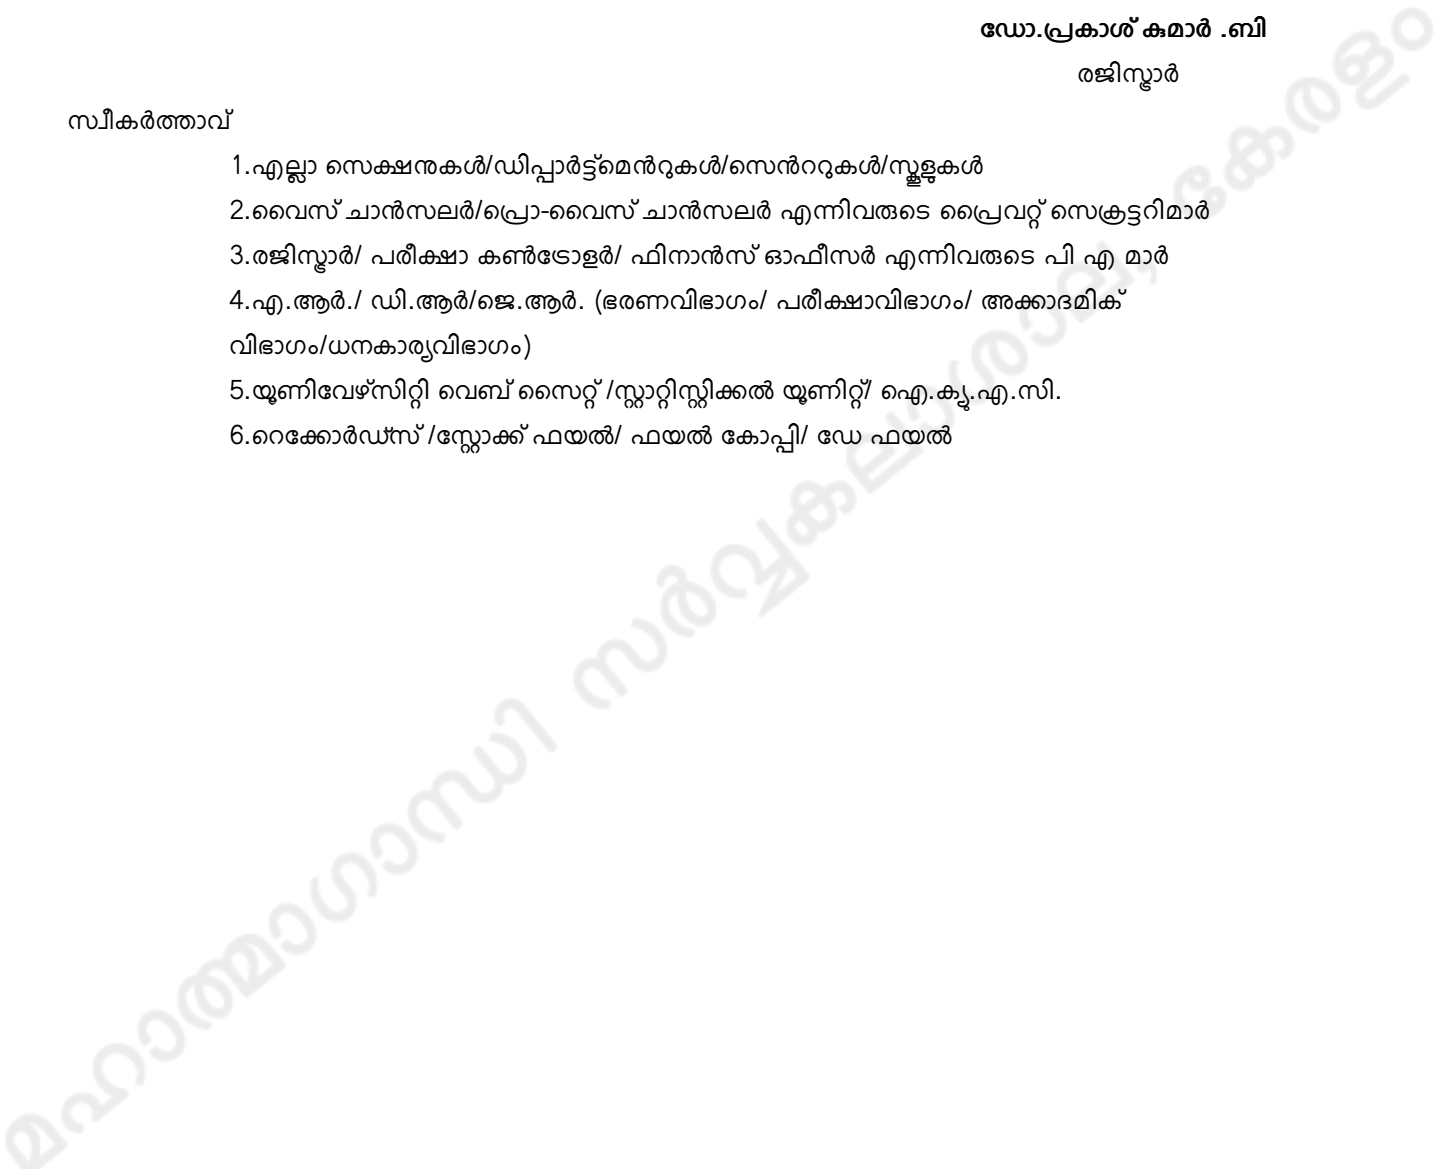 ഡോ.പ്രകാശ് കുമാർ .ബി
രജിസ്ട്രാർ
സ്വീകർത്താവ്
1.എല്ലാ സെക്ഷനുകൾ/ഡിപ്പാർട്ട്മെൻറുകൾ/സെൻററുകൾ/സ്കൂളുകൾ
2.വൈസ് ചാൻസലർ/പ്രൊ-വൈസ് ചാൻസലർ എന്നിവരുടെ പ്രൈവറ്റ് സെക്രട്ടറിമാർ
3.രജിസ്ട്രാർ/ പരീക്ഷാ കൺട്രോളർ/ ഫിനാൻസ് ഓഫീസർ എന്നിവരുടെ പി എ മാർ
4.എ.ആർ./ ഡി.ആർ/ജെ.ആർ. (ഭരണവിഭാഗം/ പരീക്ഷാവിഭാഗം/ അക്കാദമിക്
വിഭാഗം/ധനകാര്യവിഭാഗം)
5.യൂണിവേഴ്സിറ്റി വെബ് സൈറ്റ് /സ്റ്റാറ്റിസ്റ്റിക്കൽ യൂണിറ്റ്/ ഐ.ക്യു.എ.സി.
6.റെക്കോർഡ്സ് /സ്റ്റോക്ക് ഫയൽ/ ഫയൽ കോപ്പി/ ഡേ ഫയൽ
മഹാത്മാഗാന്ധി സർവ്വകലാശാല, കേരളം